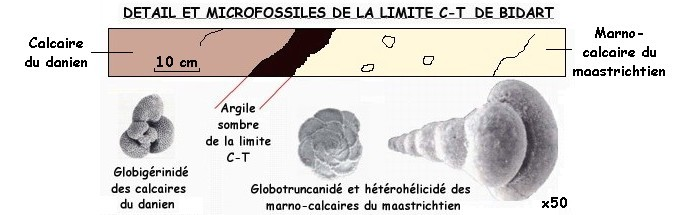 DETAIL ET MICROFOSSILES DE LA LIMITE C-T DE BIDART
Calcaire
du danien
10 cm
Marno-
calcaire du
maastrichtien
Argile
sombre
de la limite
C-T
Globigérinidé
des calcaires
du danien
Globotruncanidé et hétérohélicidé des
marno-calcaires du maastrichtien
x50